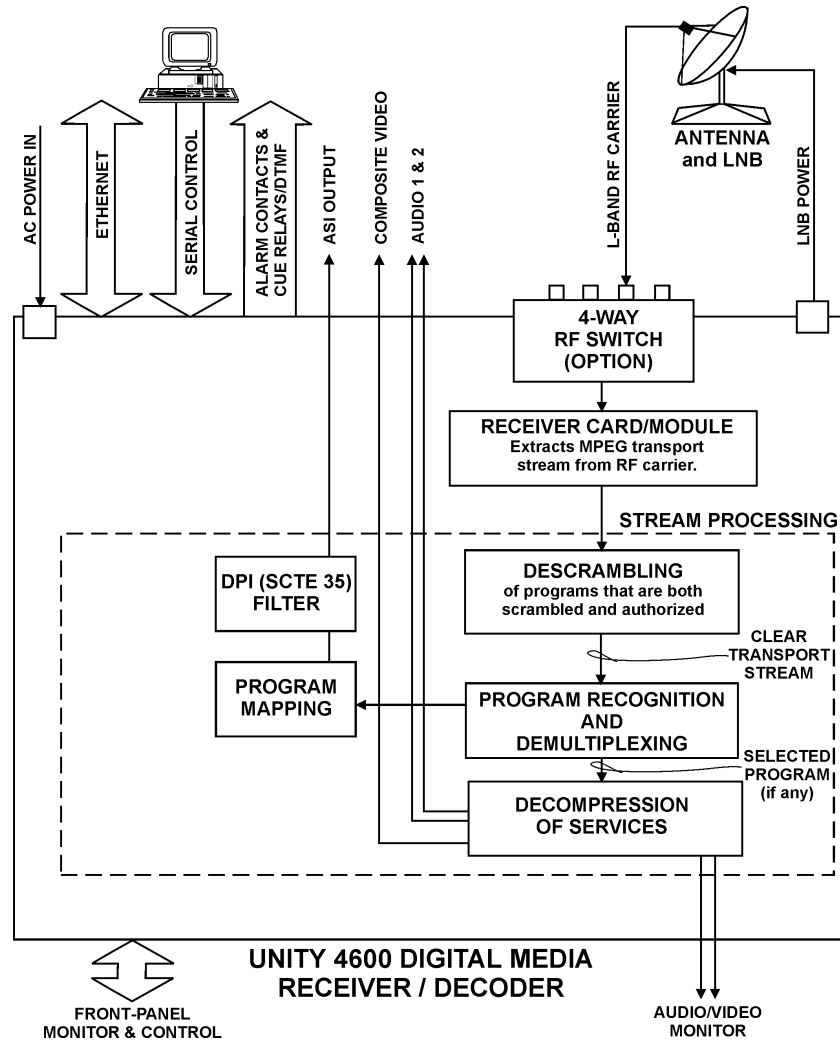 AC POWER IN
ETHERNET
SERIAL CONTROL
ALARM CONTACTS &
CUE RELAYS/DTMF
ASI OUTPUT
COMPOSITE VIDEO
AUDIO 1 & 2
L-BAND RF CARRIER
ANTENNA
and LNB
LNB POWER
4-WAY
RF SWITCH
(OPTION)
RECEIVER CARD/MODULE
Extracts MPEG transport
stream from RF carrier.
STREAM PROCESSING
DPI (SCTE 35)
FILTER
DESCRAMBLING
of programs that are both
scrambled and authorized
CLEAR
TRANSPORT
STREAM
PROGRAM
MAPPING
PROGRAM RECOGNITION
AND
DEMULTIPLEXING
SELECTED
PROGRAM
(if any)
DECOMPRESSION
OF SERVICES
UNITY 4600 DIGITAL MEDIA
RECEIVER / DECODER
FRONT-PANEL
MONITOR & CONTROL
AUDIO/VIDEO
MONITOR